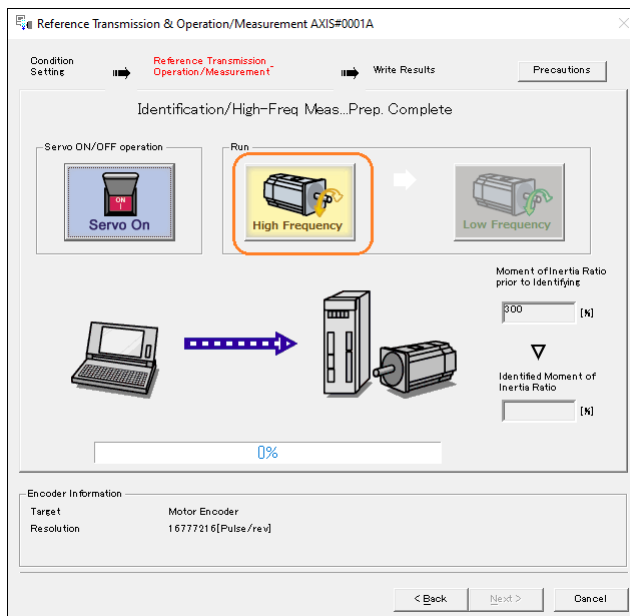 Reference Transmission & Operation/Measurement AXIS#0001A
Condition
Setting
Reference Transmission
Operation/Measurement
Write Results
Precautions
Identification/High-Freq Meas...Prep. Complete
Servo ON/OFF operation
Run
ON
I
Servo On
High Frequency
Low Frequency
Moment of Inertia Ratio
prior to Identifying
300
[%]
Identified Moment of
Inertia Ratio
[%]
0%
Encoder Information
Target Motor Encoder
Resolution 16777216[Pulse/rev]
< Back
Next >
Cancel